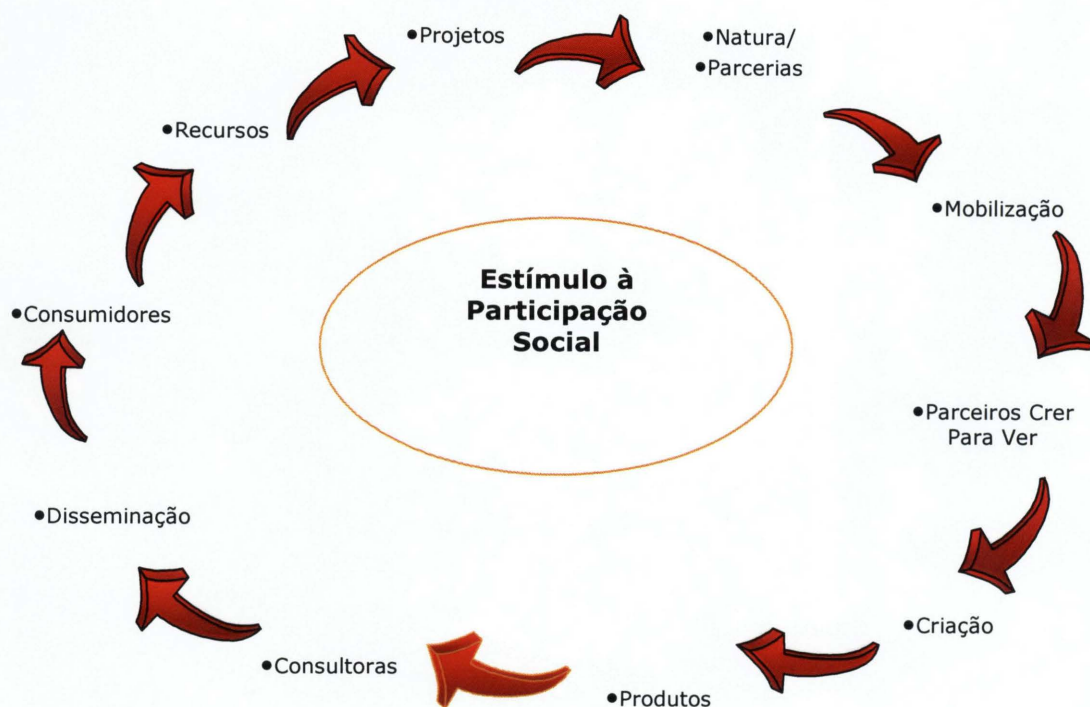 •Projetos
•Natura/
•Parcerias
•Recursos
•Mobilização
Estímulo à
Participação
Social
•Consumidores
•Parceiros Crer
Para Ver
•Disseminação
•Criação
•Consultoras
•Produtos